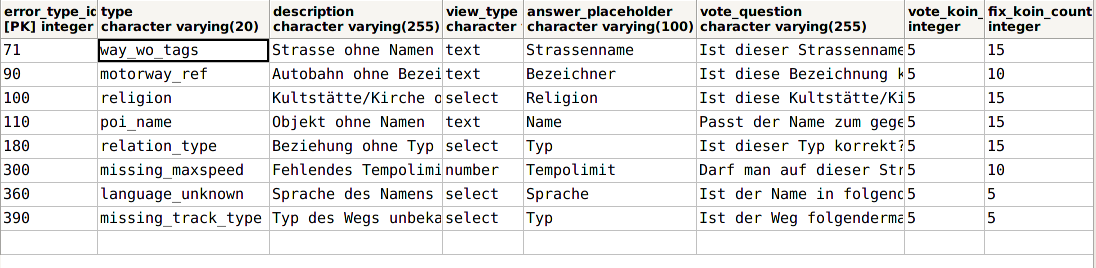 error_type_id type description view_type answer_placeholder vote_question vote_koin_ fix_koin_count
[PK] integer character varying(20) character varying(255) character character varying(100) character varying(255) integer integer
71 way_wo_tags Strasse ohne Namen text Strassenname Ist dieser Strassenname 5 15
90 motorway_ref Autobahn ohne Bezei text Bezeichner Ist diese Bezeichnung k 5 10
100 religion Kultstätte/Kirche o select Religion Ist diese Kultstätte/Ki 5 15
110 poi_name Objekt ohne Namen text Name Passt der Name zum gege 5 15
180 relation_type Beziehung ohne Typ select Typ Ist dieser Typ korrekt? 5 15
300 missing_maxspeed Fehlendes Tempolimi number Tempolimit Darf man auf dieser Str 5 10
360 language_unknown Sprache des Namens select Sprache Ist der Name in folgend 5 5
390 missing_track_type Typ des Wegs unbeka select Typ Ist der Weg folgenderma 5 5